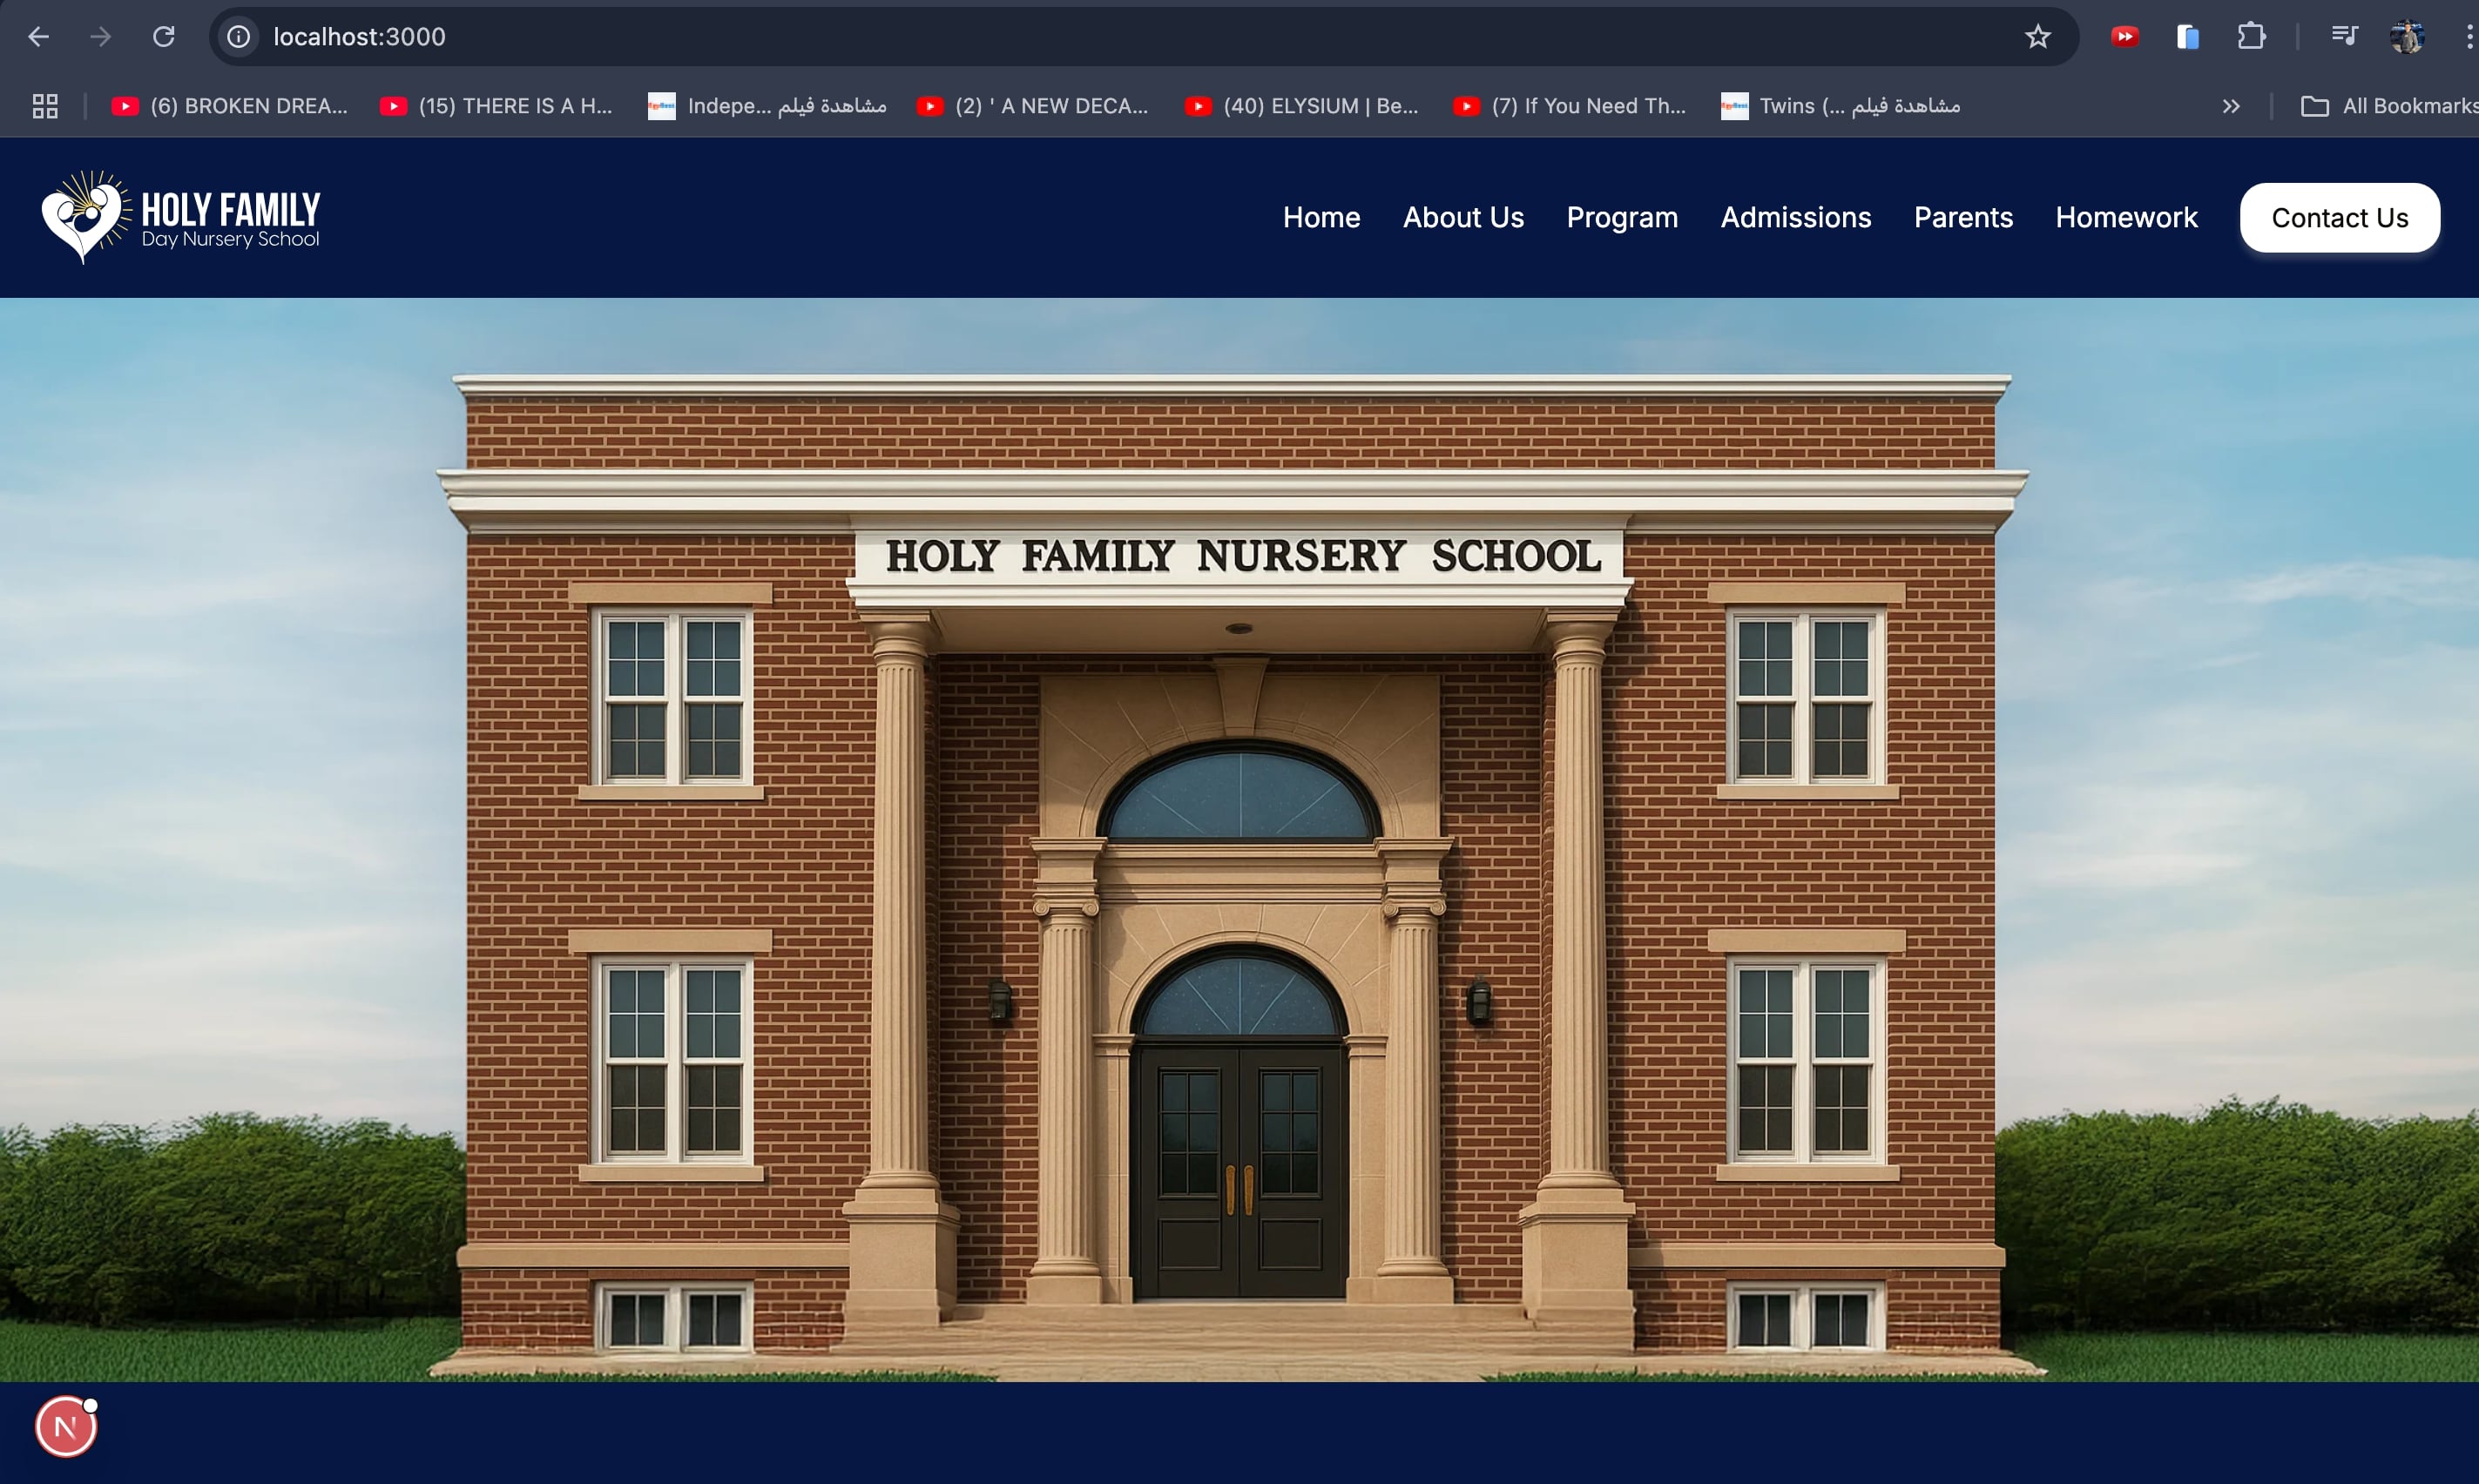 localhost:3000
(6) BROKEN DREA...
(15) THERE IS A H...
Indepe... مشاهدة فيلم
(2) ' A NEW DECA...
(40) ELYSIUM | Be...
(7) If You Need Th...
Twins (... مشاهدة فيلم
All Bookmarks
HOLY FAMILY
Day Nursery School
Home
About Us
Program
Admissions
Parents
Homework
Contact Us
HOLY FAMILY NURSERY SCHOOL
N